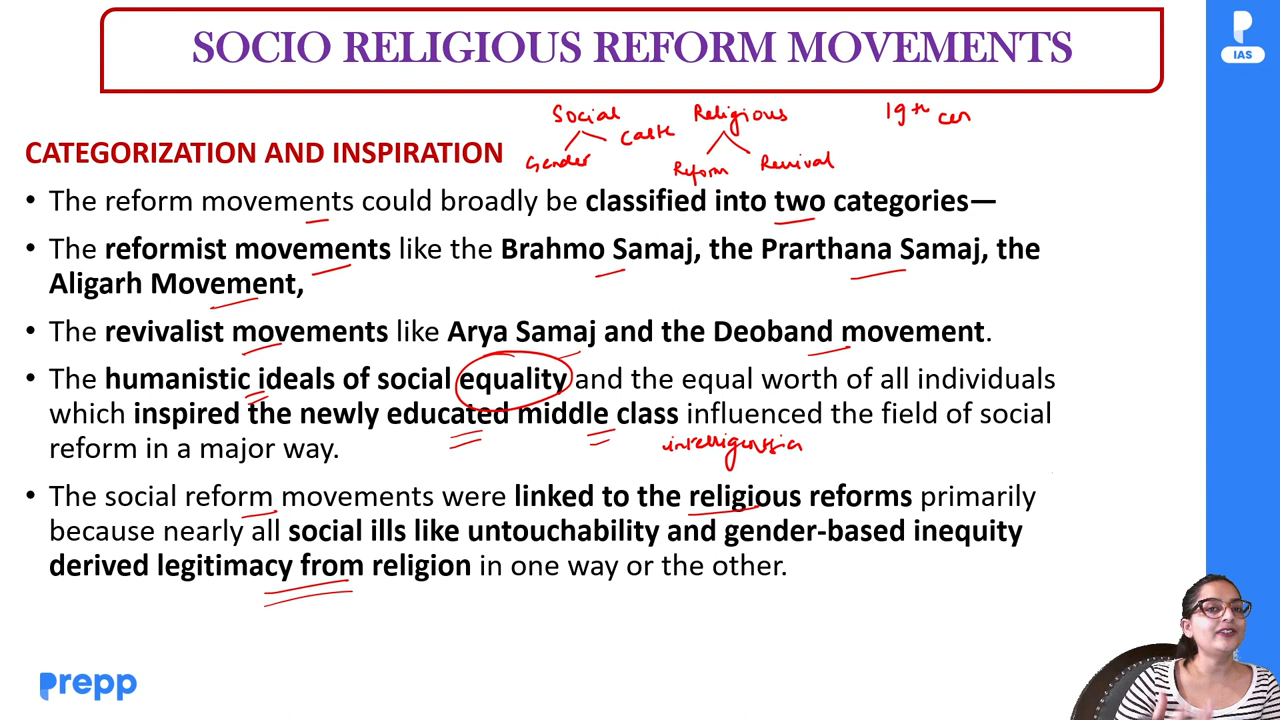 SOCIO RELIGIOUS REFORM MOVEMENTS
P
IAS
Social Religious 19th cen
Caste
Gender Reform Revival
CATEGORIZATION AND INSPIRATION
• The reform movements could broadly be classified into two categories—
• The reformist movements like the Brahmo Samaj, the Prarthana Samaj, the
Aligarh Movement,
• The revivalist movements like Arya Samaj and the Deoband movement.
• The humanistic ideals of social equality and the equal worth of all individuals
which inspired the newly educated middle class influenced the field of social
reform in a major way.
intelligentsia
• The social reform movements were linked to the religious reforms primarily
because nearly all social ills like untouchability and gender-based inequity
derived legitimacy from religion in one way or the other.
prepp